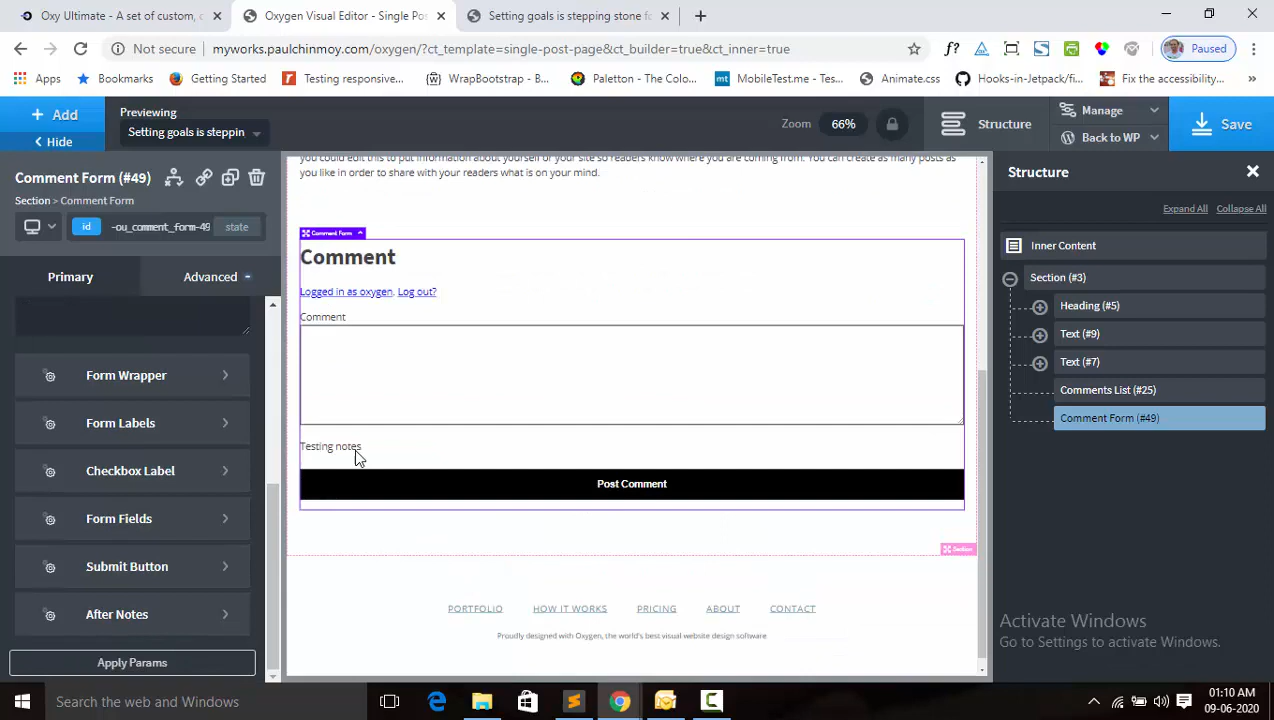 Oxy Ultimate - A set of custom, c
Oxygen Visual Editor - Single Pos
Setting goals is stepping stone fo
Not secure
myworks.paulchinmoy.com/oxygen/?ct_template=single-post-page&ct_builder=true&ct_inner=true
f?
Paused
Apps
Bookmarks
Getting Started
Testing responsive...
WrapBootstrap - B...
Paletton - The Colo...
mt MobileTest.me - Tes...
Animate.css
Hooks-in-Jetpack/fi...
Fix the accessibility...
Add
Hide
Previewing
Setting goals is steppin
Zoom
66%
Structure
Manage
Back to WP
Save
Comment Form (#49)
Section > Comment Form
id
-ou_comment_form-49
state
Primary
Advanced
Form Wrapper
Form Labels
Checkbox Label
Form Fields
Submit Button
After Notes
Apply Params
you could edit this to put information about yourself or your site so readers know where you are coming from. You can create as many posts as
you like in order to share with your readers what is on your mind.
Comment Form
Comment
Logged in as oxygen. Log out?
Comment
Testing notes
Post Comment
Section
PORTFOLIO
HOW IT WORKS
PRICING
ABOUT
CONTACT
Proudly designed with Oxygen, the world's best visual website design software
Structure
Expand All
Collapse All
Inner Content
Section (#3)
Heading (#5)
Text (#9)
Text (#7)
Comments List (#25)
Comment Form (#49)
Activate Windows
Go to Settings to activate Windows.
Search the web and Windows
01:10 AM
09-06-2020